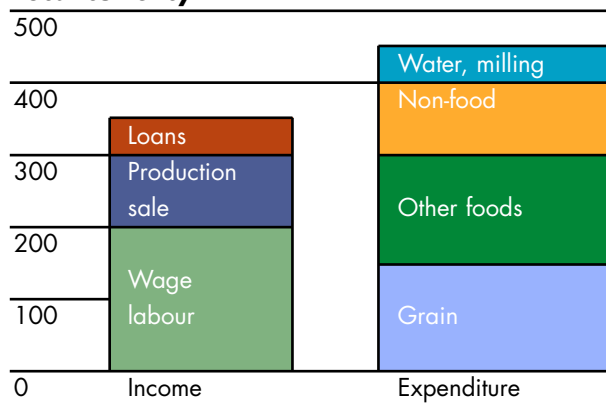 500
Water, milling
400
Non-food
Loans
300
Production
sale
Other foods
200
Wage
labour
100
Grain
0
Income
Expenditure